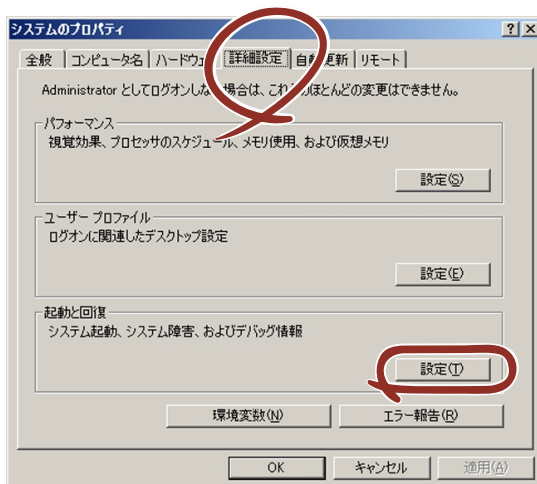 システムのプロパティ
全般 コンピュータ名 ハードウェ 詳細設定 自動更新 リモート
Administrator としてログオンしない場合は、これらのほとんどの変更はできません。
パフォーマンス
視覚効果、プロセッサのスケジュール、メモリ使用、および仮想メモリ
設定(S)
ユーザー プロファイル
ログオンに関連したデスクトップ設定
設定(E)
起動と回復
システム起動、システム障害、およびデバッグ情報
設定(T)
環境変数(N) エラー報告(R)
OK キャンセル 適用(A)